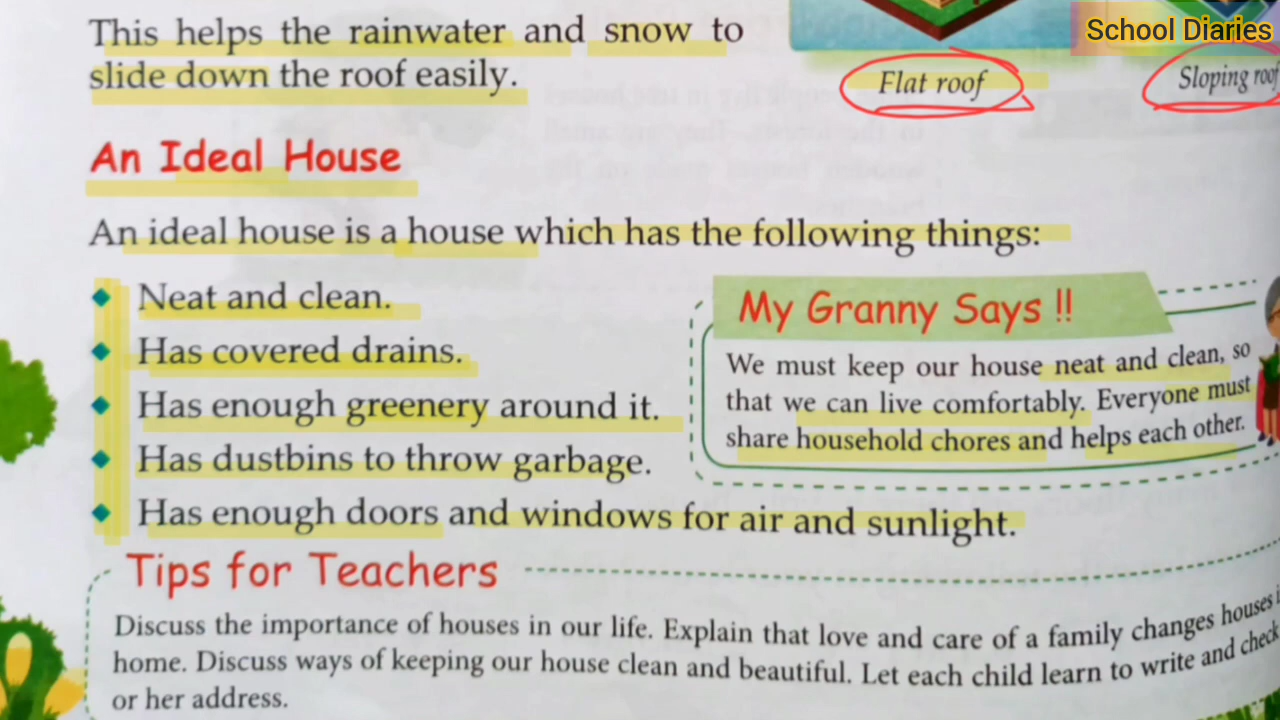 This helps the rainwater and snow to
slide down the roof easily.
School Diaries
Flat roof
Sloping roof
An Ideal House
An ideal house is a house which has the following things:
Neat and clean.
Has covered drains.
Has enough greenery around it.
Has dustbins to throw garbage.
Has enough doors and windows for air and sunlight.
My Granny Says !!
We must keep our house neat and clean, so
that we can live comfortably. Everyone must
share household chores and helps each other.
Tips for Teachers
Discuss the importance of houses in our life. Explain that love and care of a family changes houses
home. Discuss ways of keeping our house clean and beautiful. Let each child learn to write and check
or her address.